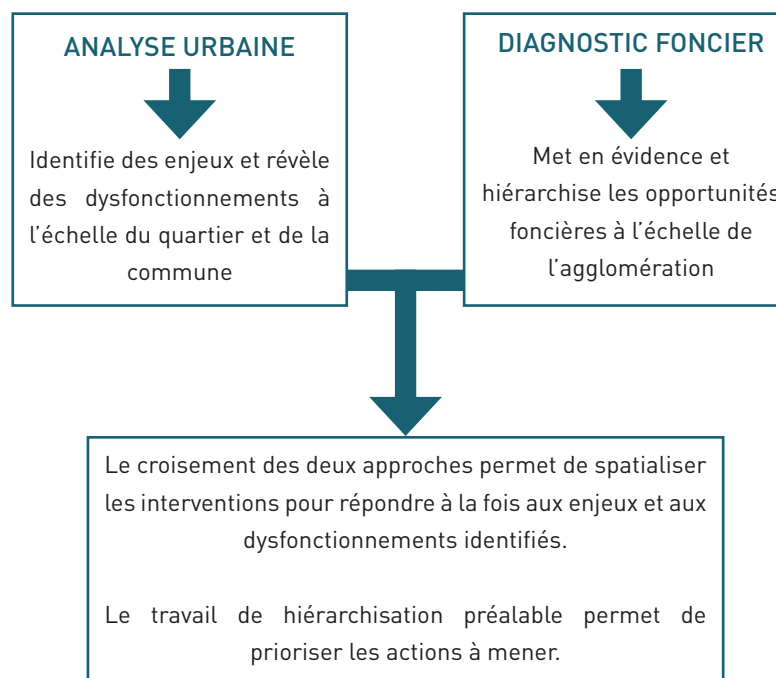 ANALYSE URBAINE
Identifie des enjeux et révèle
des dysfonctionnements à
l'échelle du quartier et de la
commune
DIAGNOSTIC FONCIER
Met en évidence et
hiérarchise les opportunités
foncières à l'échelle de
l'agglomération
Le croisement des deux approches permet de spatialiser
les interventions pour répondre à la fois aux enjeux et aux
dysfonctionnements identifiés.
Le travail de hiérarchisation préalable permet de
prioriser les actions à mener.